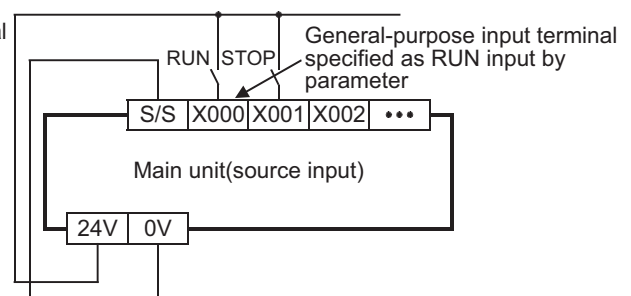 al
General-purpose input terminal
specified as RUN input by
parameter
RUN STOP
S/S X000 X001 X002 •••
Main unit(source input)
24V 0V